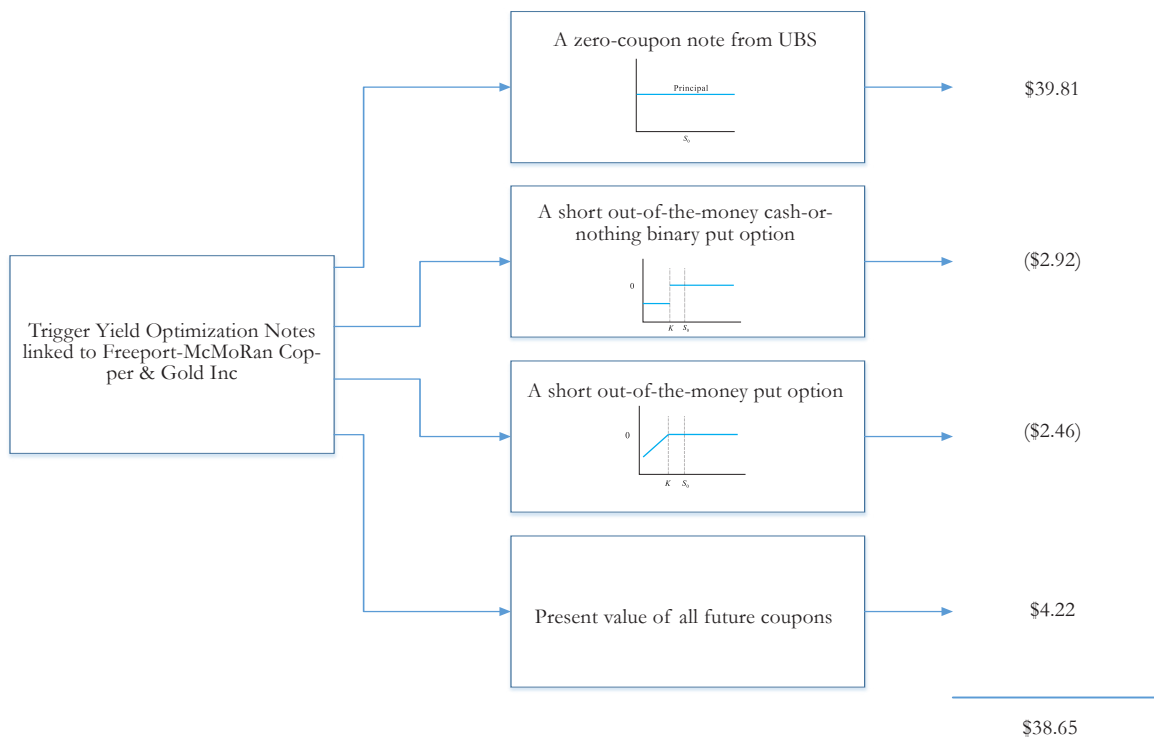 A zero-coupon note from UBS
Principal
S0
$39.81
A short out-of-the-money cash-or-
nothing binary put option
0
K S0
($2.92)
Trigger Yield Optimization Notes
linked to Freeport-McMoRan Cop-
per & Gold Inc
A short out-of-the-money put option
0
K S0
($2.46)
Present value of all future coupons
$4.22
$38.65